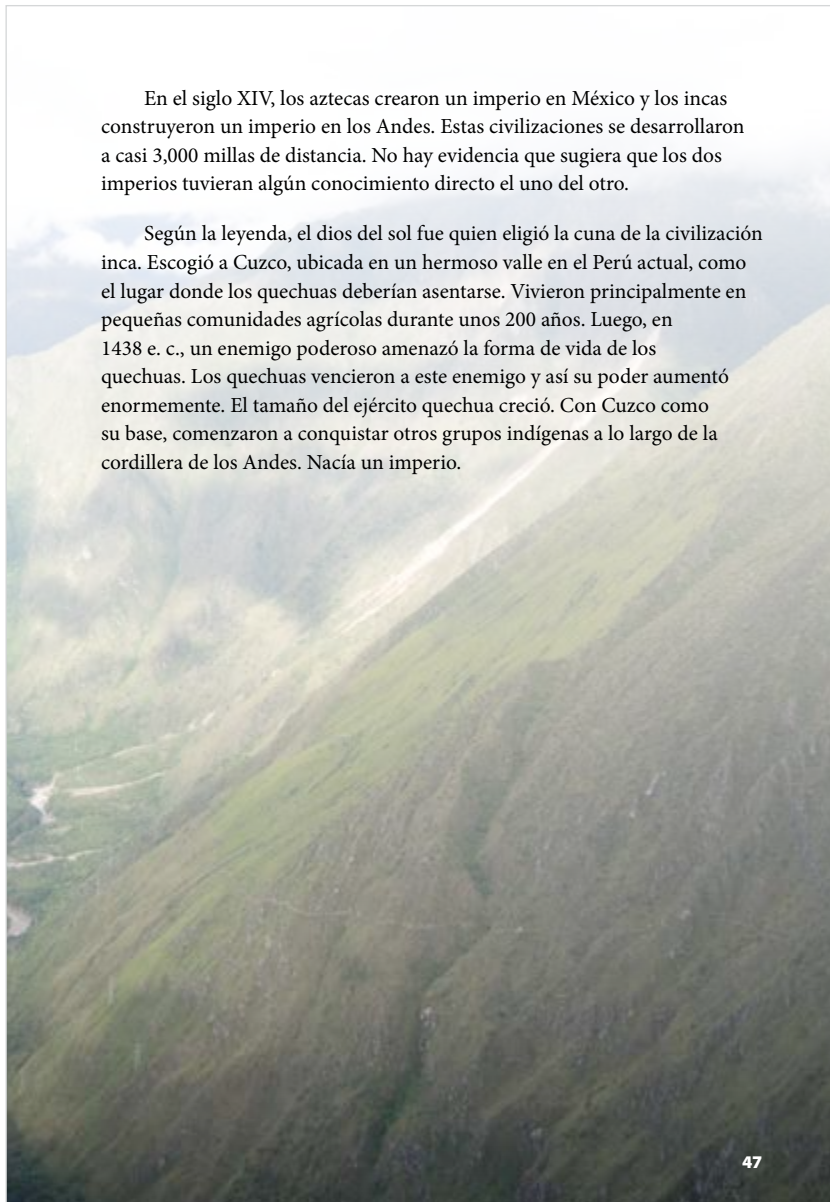 En el siglo XIV, los aztecas crearon un imperio en México y los incas
construyeron un imperio en los Andes. Estas civilizaciones se desarrollaron
a casi 3,000 millas de distancia. No hay evidencia que sugiera que los dos
imperios tuvieran algún conocimiento directo el uno del otro.
Según la leyenda, el dios del sol fue quien eligió la cuna de la civilización
inca. Escogió a Cuzco, ubicada en un hermoso valle en el Perú actual, como
el lugar donde los quechuas deberían asentarse. Vivieron principalmente en
pequeñas comunidades agrícolas durante unos 200 años. Luego, en
1438 e. c., un enemigo poderoso amenazó la forma de vida de los
quechuas. Los quechuas vencieron a este enemigo y así su poder aumentó
enormemente. El tamaño del ejército quechua creció. Con Cuzco como
su base, comenzaron a conquistar otros grupos indígenas a lo largo de la
cordillera de los Andes. Nacía un imperio.
47